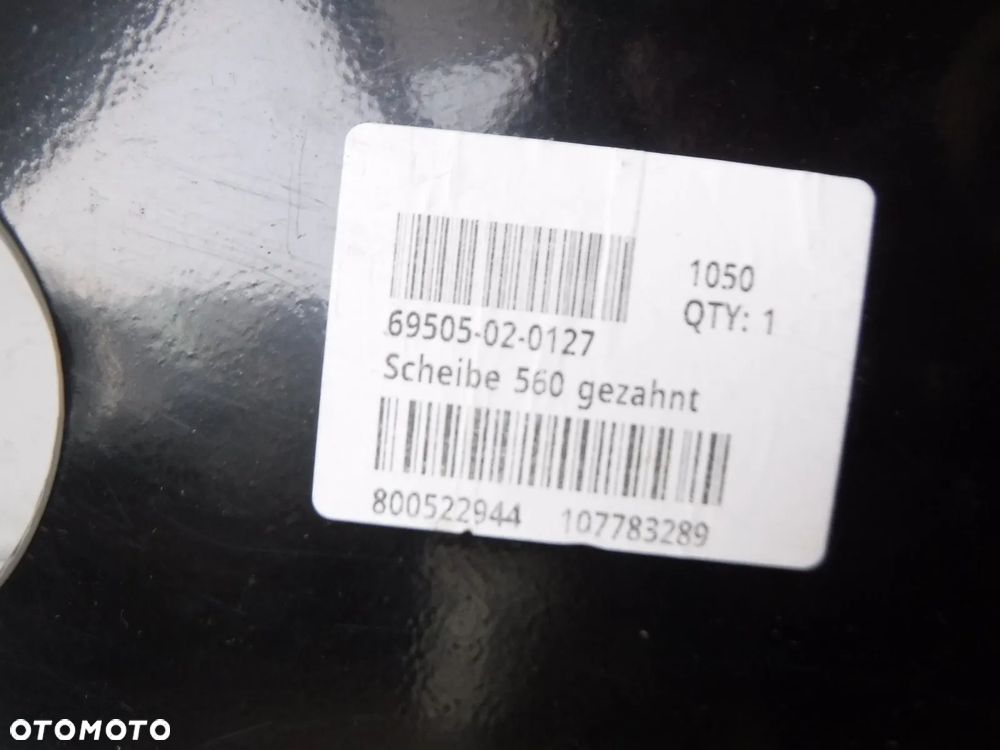 1050
QTY: 1
69505-02-0127
Scheibe 560 gezahnt
800522944 107783289
OTOMOTO